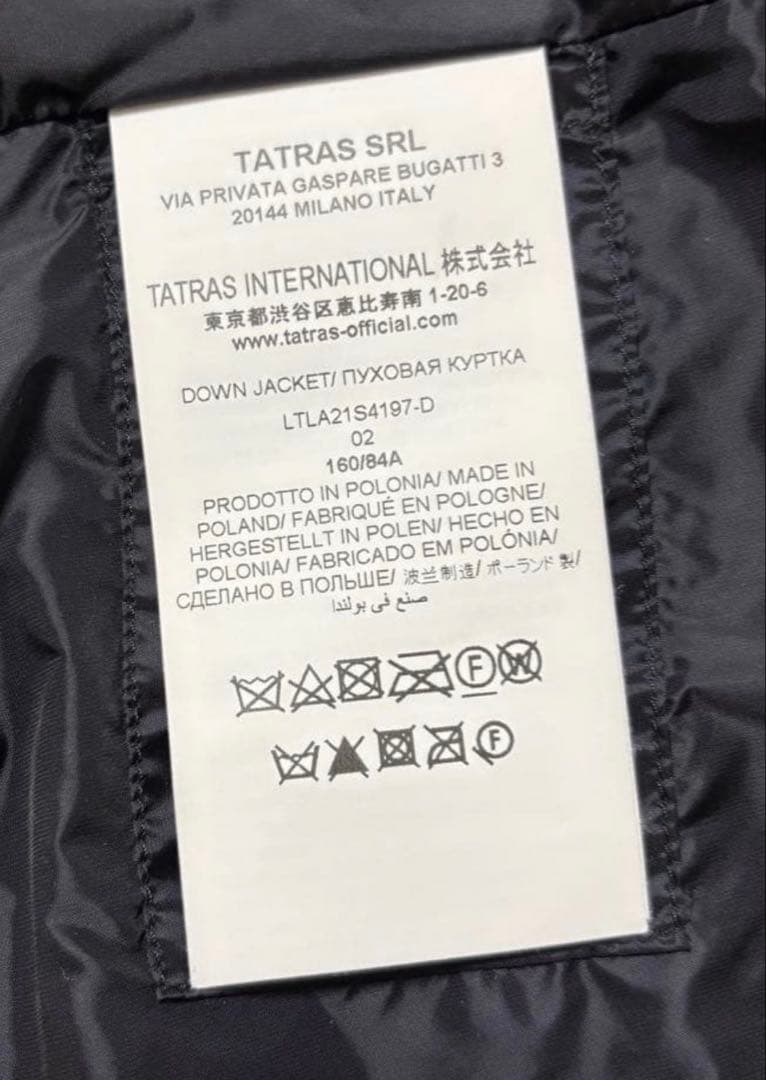 TATRAS SRL
VIA PRIVATA GASPARE BUGATTI 3
20144 MILANO ITALY
TATRAS INTERNATIONAL 株式会社
東京都渋谷区恵比寿南 1-20-6
www.tatras-official.com
DOWN JACKET/ ПУХОВАЯ КУРТКА
LTLA21S4197-D
02
160/84A
PRODOTTO IN POLONIA/ MADE IN
POLAND/ FABRIQUÉ EN POLOGNE/
HERGESTELLT IN POLEN/ HECHO EN
POLONIA/ FABRICADO EM POLÓNIA/
СДЕЛАНО В ПОЛЬШЕ/ 波兰制造/ ポーランド 製/
صنع في بولندا
F W
F